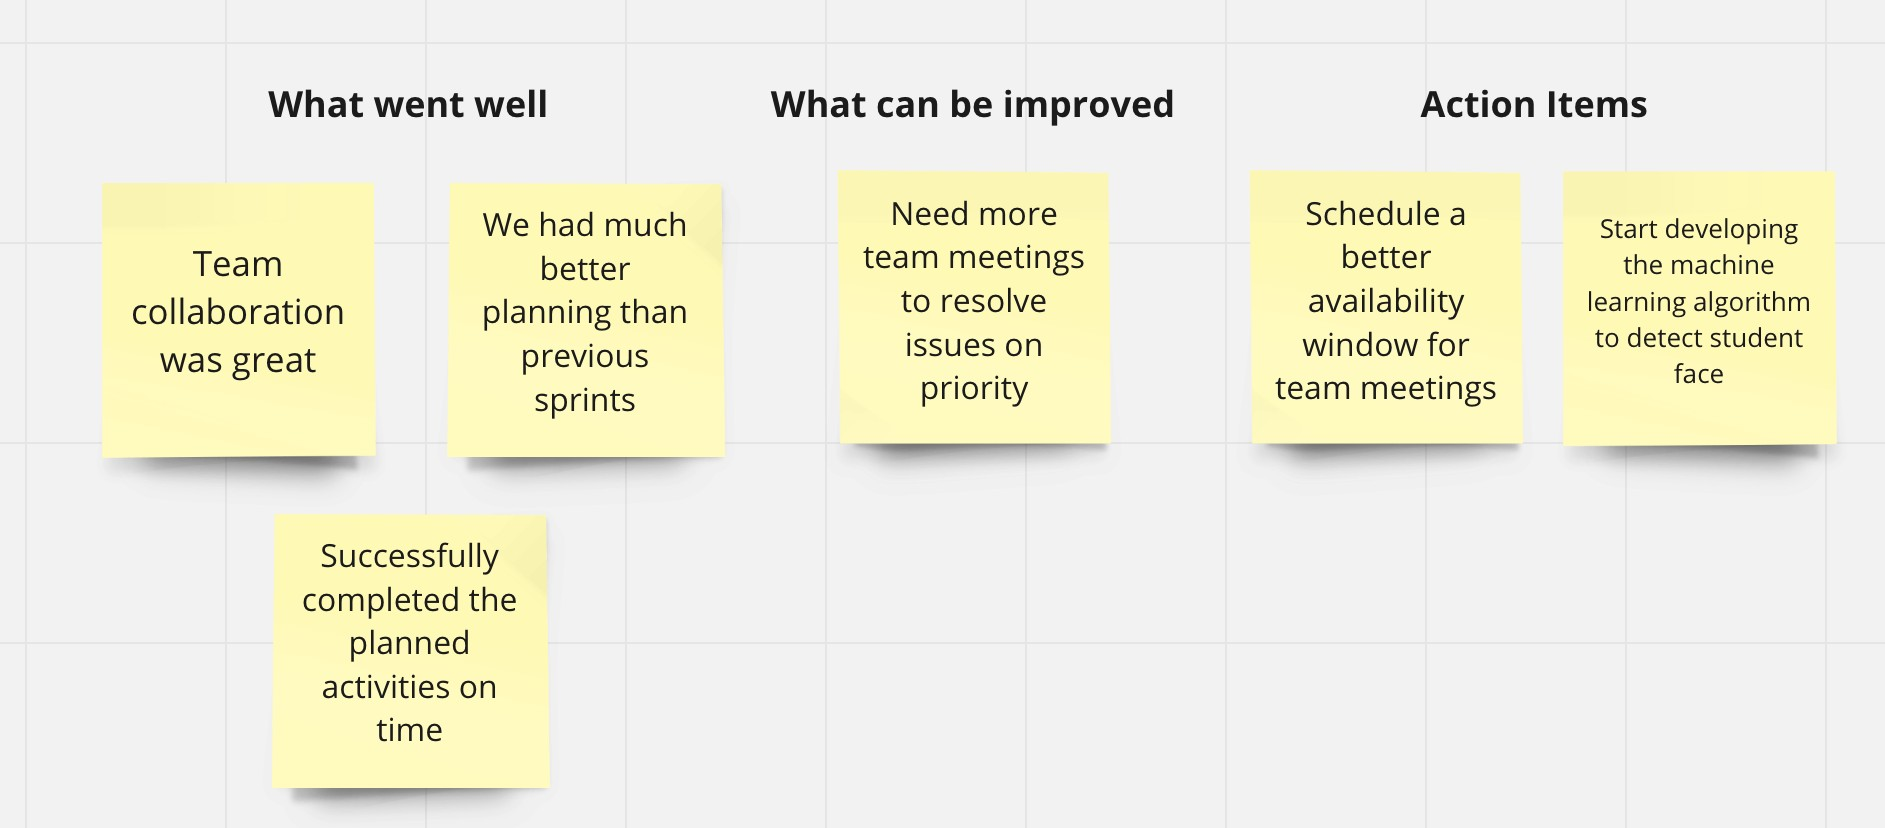 What went well
Team
collaboration
was great
We had much
better
planning than
previous
sprints
Successfully
completed the
planned
activities on
time
What can be improved
Need more
team meetings
to resolve
issues on
priority
Action Items
Schedule a
better
availability
window for
team meetings
Start developing
the machine
learning algorithm
to detect student
face